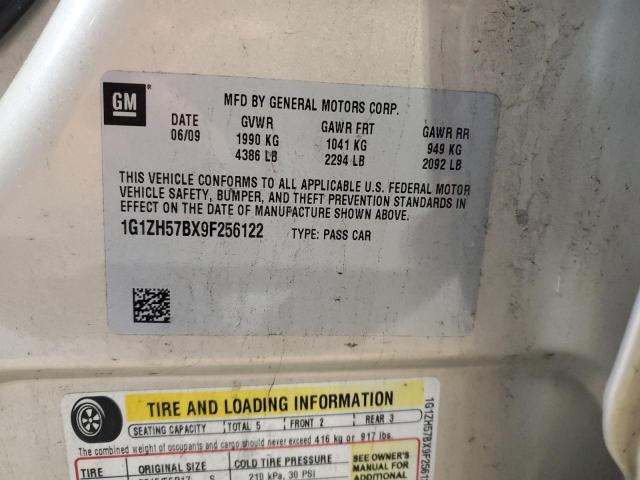 GM ®
MFD BY GENERAL MOTORS CORP.
DATE GVWR GAWR FRT GAWR RR
06/09 1990 KG 1041 KG 949 KG
4386 LB 2294 LB 2092 LB
THIS VEHICLE CONFORMS TO ALL APPLICABLE U.S. FEDERAL MOTOR
VEHICLE SAFETY, BUMPER, AND THEFT PREVENTION STANDARDS IN
EFFECT ON THE DATE OF MANUFACTURE SHOWN ABOVE.
1G1ZH57BX9F256122 TYPE: PASS CAR
TIRE AND LOADING INFORMATION
SEATING CAPACITY TOTAL 5 FRONT 2 REAR 3
The combined weight of occupants and cargo should never exceed 416 kg or 917 lbs.
TIRE ORIGINAL SIZE COLD TIRE PRESSURE
210 kPa, 30 PSI
SEE OWNER'S
MANUAL FOR
ADDITIONAL
1G1ZH57BX9F25612